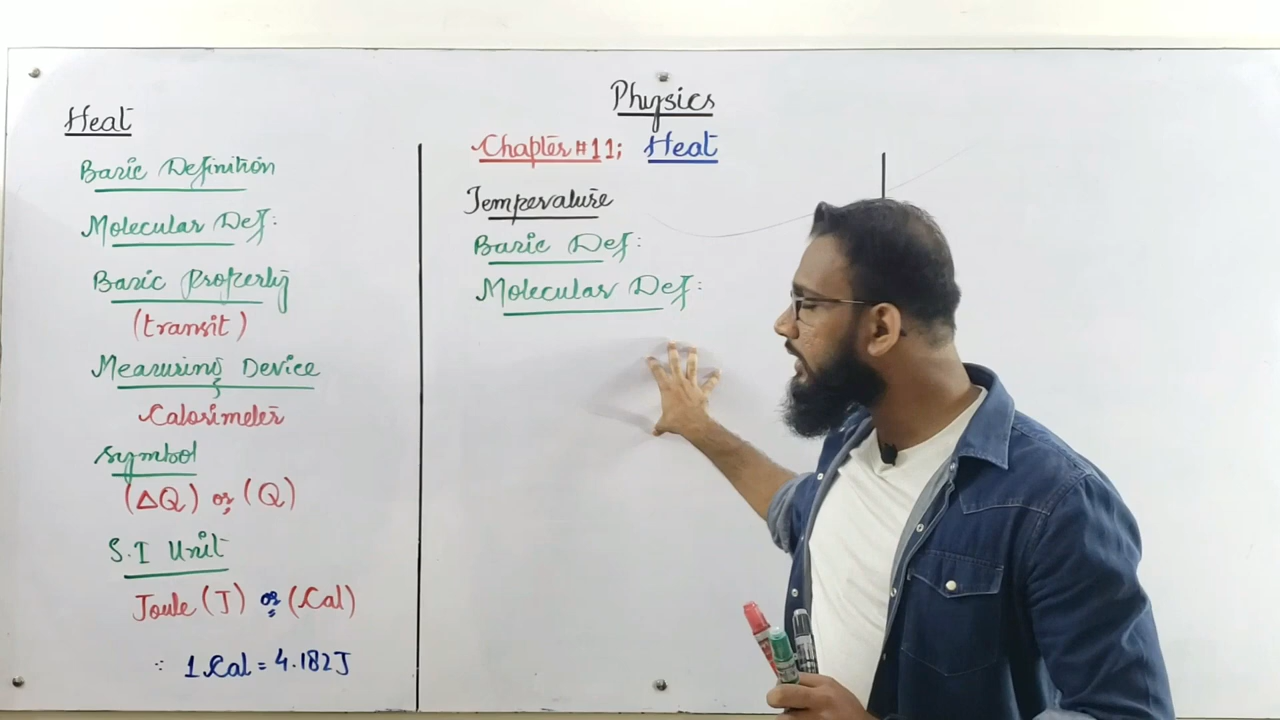 Physics
Chapter #11; Heat
Heat
Basic Definition
Molecular Def:
Basic Property
(transit)
Measuring Device
Calorimeter
Symbol
(ΔQ) or (Q)
S.I Unit
Joule (J) or (Cal)
∵ 1 Cal = 4.182J
Temperature
Basic Def:
Molecular Def: